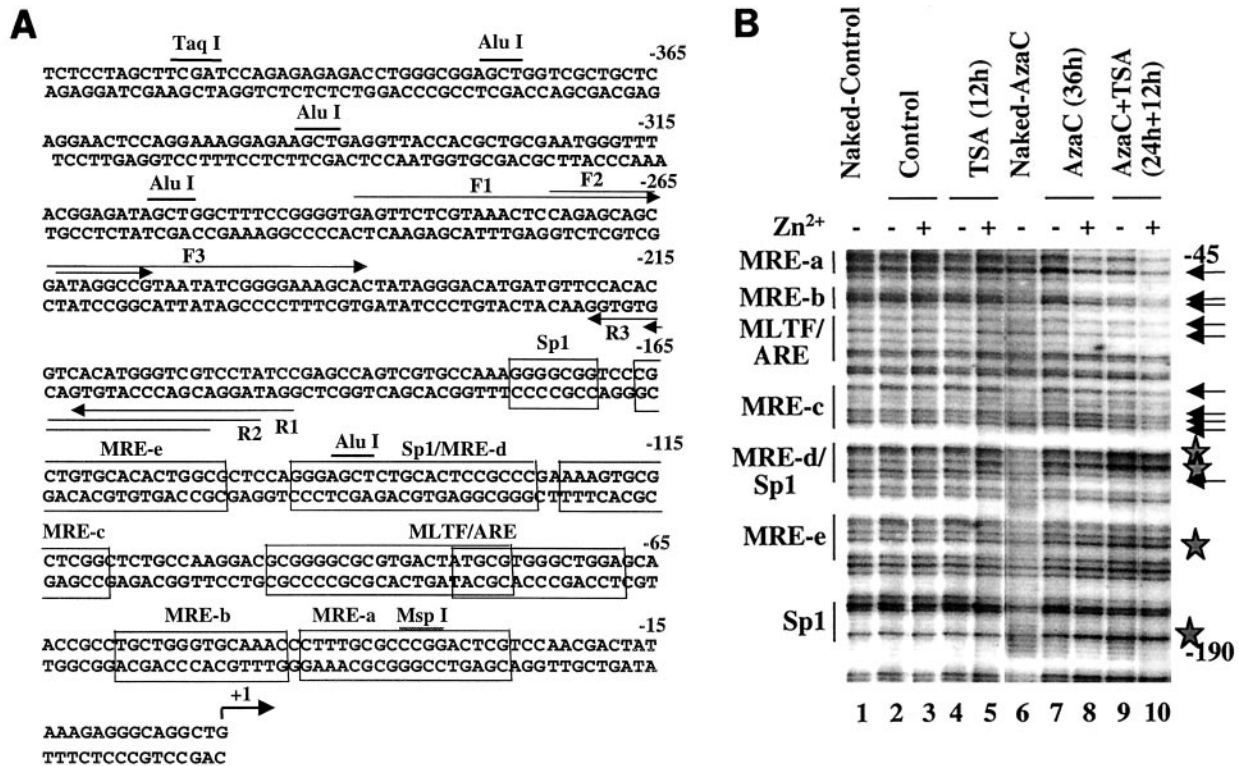 A
Taq I Alu I -365
TCTCCTAGCTTCGATCCAGAGAGAGACCTGGGCGGAGCTGGTCGCTGCTC
AGAGGATCGAAGCTAGGTCTCTCTCTGGACCCGCCTCGACCAGCGACGAG
Alu I -315
AGGAACTCCAGGAAAGGAGAAGCTGAGGTTACCACGCTGCGAATGGGTTT
TCCTTGAGGTCCTTTCCTCTTCGACTCCAATGGTGCGACGCTTACCCAAA
Alu I F1 F2 -265
ACGGAGATAGCTGGCTTTCCGGGGTGAGTTCTCGTAAACTCCAGAGCAGC
TGCCTCTATCGACCGAAAGGCCCCACTCAAGAGCATTTGAGGTCTCGTCG
F3 -215
GATAGGCCGTAATATCGGGGAAAGCACTATAGGGACATGATGTTCCACAC
CTATCCGGCATTATAGCCCCTTTCGTGATATCCCTGTACTACAAGGTGTG
R3
Sp1 -165
GTCACATGGGTCGTCCTATCCGAGCCAGTCGTGCCAAAGGGGCGGTCCCG
CAGTGTACCCAGCAGGATAGGCTCGGTCAGCACGGTTTCCCCGCCAGGGC
R2 R1
MRE-e Alu I Sp1/MRE-d -115
CTGTGCACACTGGCGCTCCAGGGAGCTCTGCACTCCGCCCGAAAAGTGCG
GACACGTGTGACCGCGAGGTCCCTCGAGACGTGAGGCGGGCTTTTCACGC
MRE-c MLTF/ARE -65
CTCGGCTCTGCCAAGGACGCGGGGCGCGTGACTATGCGTGGGCTGGAGCA
GAGCCGAGACGGTTCCTGCGCCCCGCGCACTGATACGCACCCGACCTCGT
MRE-b MRE-a Msp I -15
ACCGCCTGCTGGGTGCAAACCCTTTGCGCCCGGACTCGTCCAACGACTAT
TGGCGGACGACCCACGTTTGGGAAACGCGGGCCTGAGCAGGTTGCTGATA
+1
AAAGAGGGCAGGCTG
TTTCTCCCGTCCGAC
B
Naked-Control
Control
TSA (12h)
Naked-AzaC
AzaC (36h)
AzaC+TSA
(24h+12h)
Zn2+ - - + - + - - + - +
MRE-a
-45
MRE-b
MLTF/
ARE
MRE-c
MRE-d/
Sp1
MRE-e
Sp1
-190
1 2 3 4 5 6 7 8 9 10